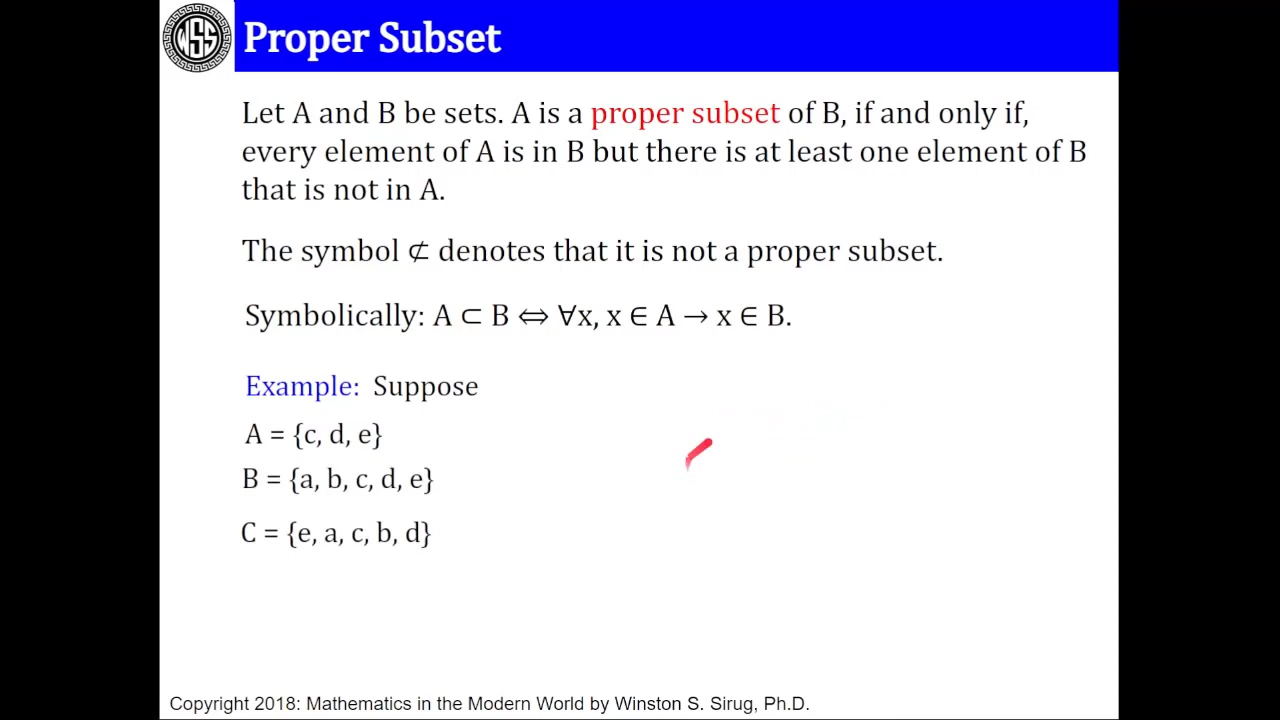 WSS
Proper Subset
Let A and B be sets. A is a proper subset of B, if and only if,
every element of A is in B but there is at least one element of B
that is not in A.
The symbol ⊄ denotes that it is not a proper subset.
Symbolically: A ⊂ B ⇔ ∀x, x ∈ A → x ∈ B.
Example: Suppose
A = {c, d, e}
B = {a, b, c, d, e}
C = {e, a, c, b, d}
Copyright 2018: Mathematics in the Modern World by Winston S. Sirug, Ph.D.